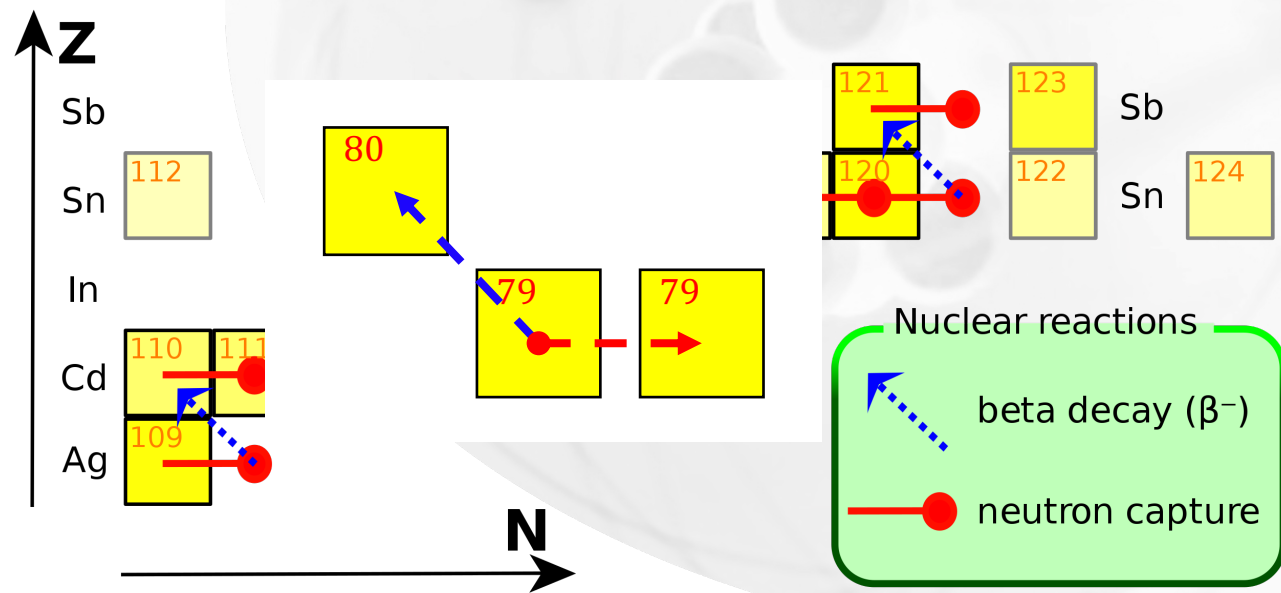 Z
Sb
Sn
In
Cd
Ag
112
110
111
109
80
79
79
121
123
Sb
120
122
Sn
124
Nuclear reactions
beta decay (β⁻)
neutron capture
N